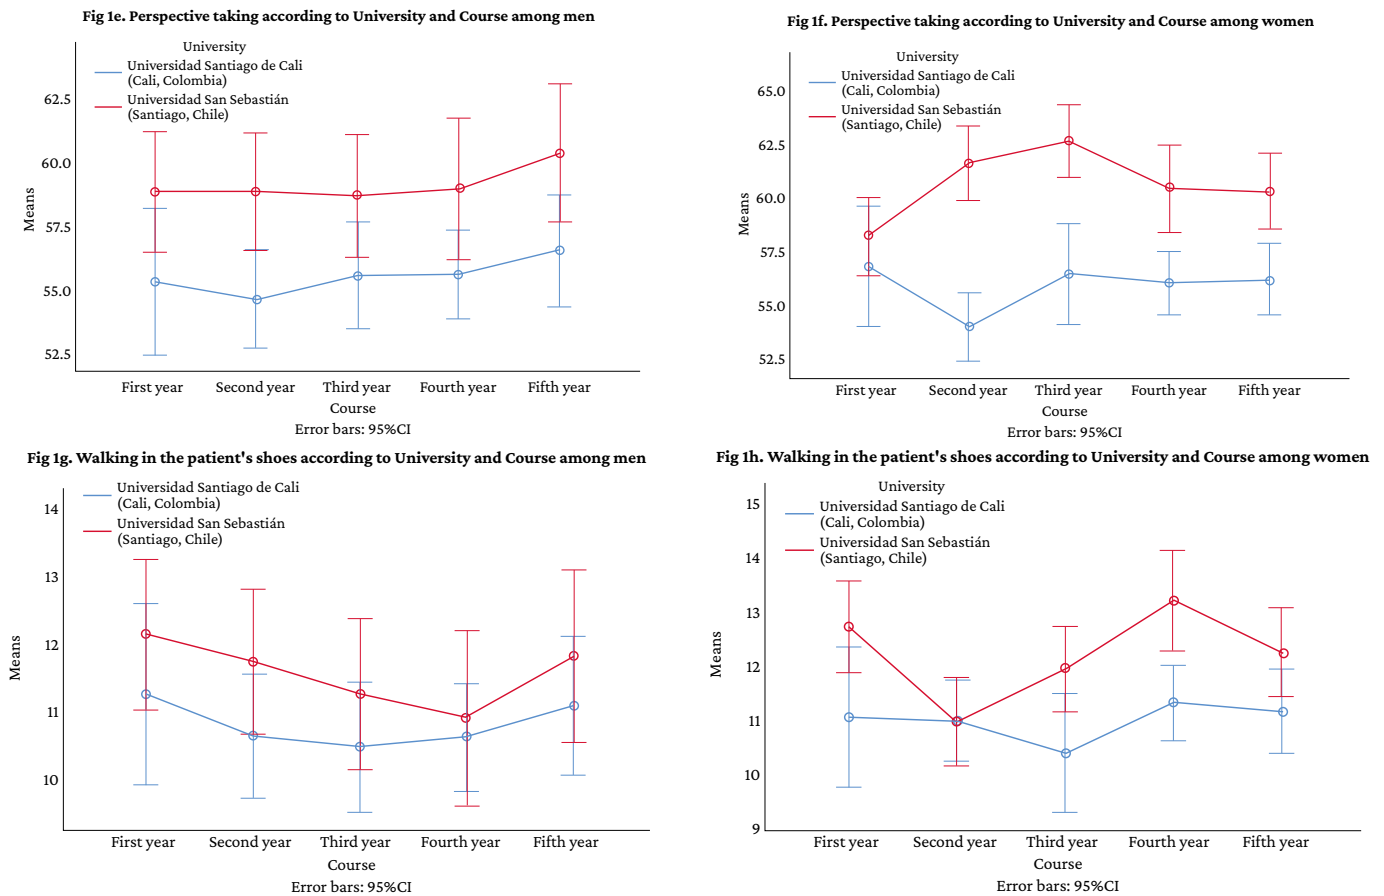 Fig 1e. Perspective taking according to University and Course among men
University
Universidad Santiago de Cali
(Cali, Colombia)
Universidad San Sebastián
(Santiago, Chile)
Means
62.5
60.0
57.5
55.0
52.5
First year
Second year
Third year
Fourth year
Fifth year
Course
Error bars: 95%CI
Fig 1f. Perspective taking according to University and Course among women
University
Universidad Santiago de Cali
(Cali, Colombia)
Universidad San Sebastián
(Santiago, Chile)
Means
65.0
62.5
60.0
57.5
55.0
52.5
First year
Second year
Third year
Fourth year
Fifth year
Course
Error bars: 95%CI
Fig 1g. Walking in the patient's shoes according to University and Course among men
Universidad Santiago de Cali
(Cali, Colombia)
Universidad San Sebastián
(Santiago, Chile)
Means
14
13
12
11
10
First year
Second year
Third year
Fourth year
Fifth year
Course
Error bars: 95%CI
Fig 1h. Walking in the patient's shoes according to University and Course among women
University
Universidad Santiago de Cali
(Cali, Colombia)
Universidad San Sebastián
(Santiago, Chile)
Means
15
14
13
12
11
10
9
First year
Second year
Third year
Fourth year
Fifth year
Course
Error bars: 95%CI